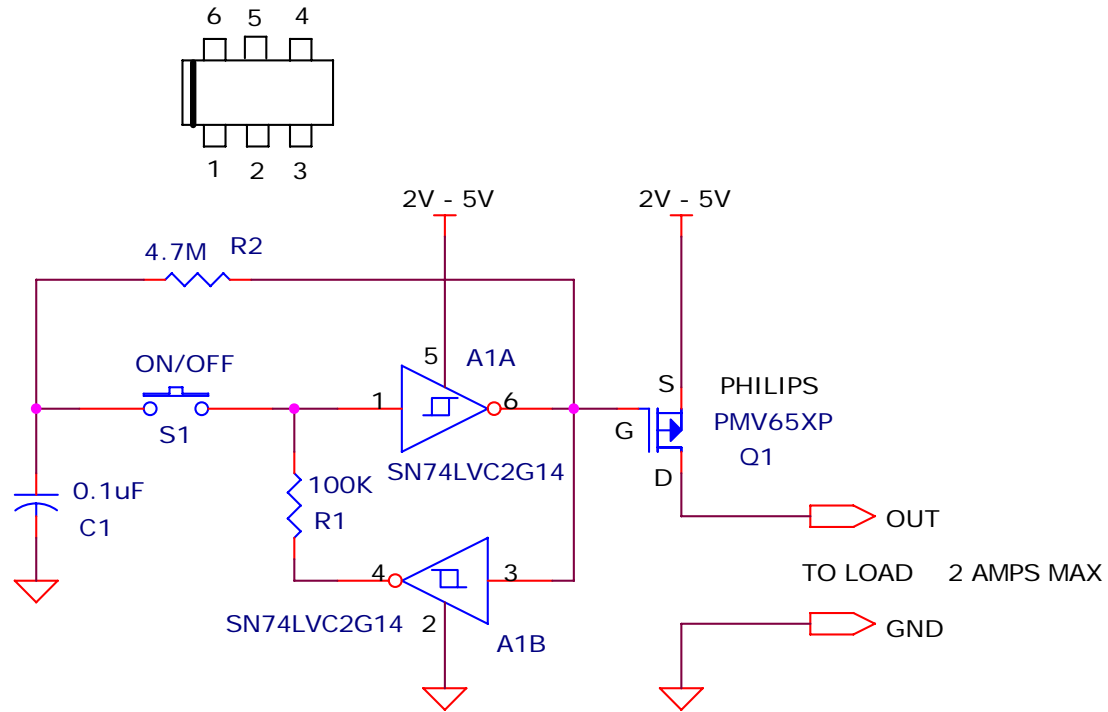 6 5 4
1 2 3
2V - 5V
2V - 5V
4.7M R2
ON/OFF
S1
5
A1A
1
6
SN74LVC2G14
S
PHILIPS
G
PMV65XP
Q1
D
0.1uF
C1
100K
R1
OUT
4
3
TO LOAD 2 AMPS MAX
SN74LVC2G14
2
A1B
GND